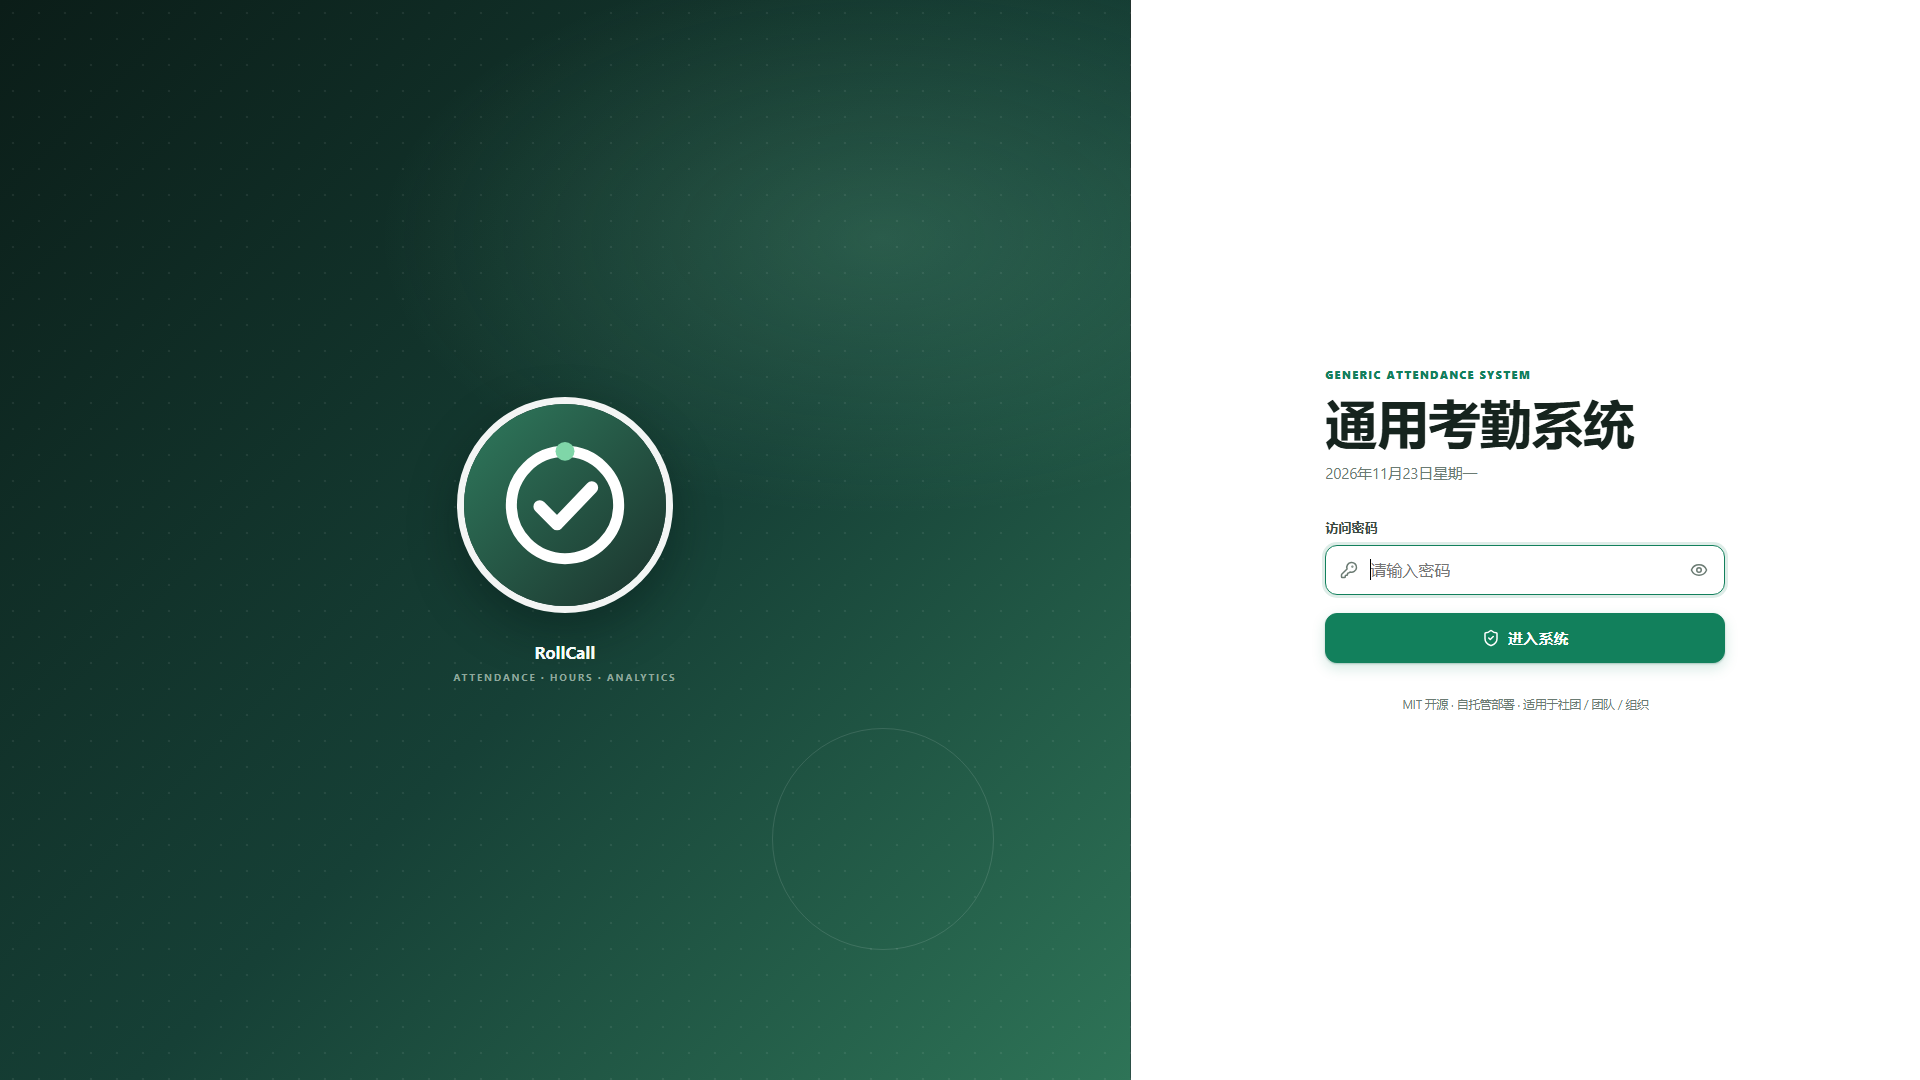 RollCall
ATTENDANCE · HOURS · ANALYTICS
GENERIC ATTENDANCE SYSTEM
通用考勤系统
2026年11月23日星期一
访问密码
请输入密码
进入系统
MIT 开源 · 自托管部署 · 适用于社团 / 团队 / 组织